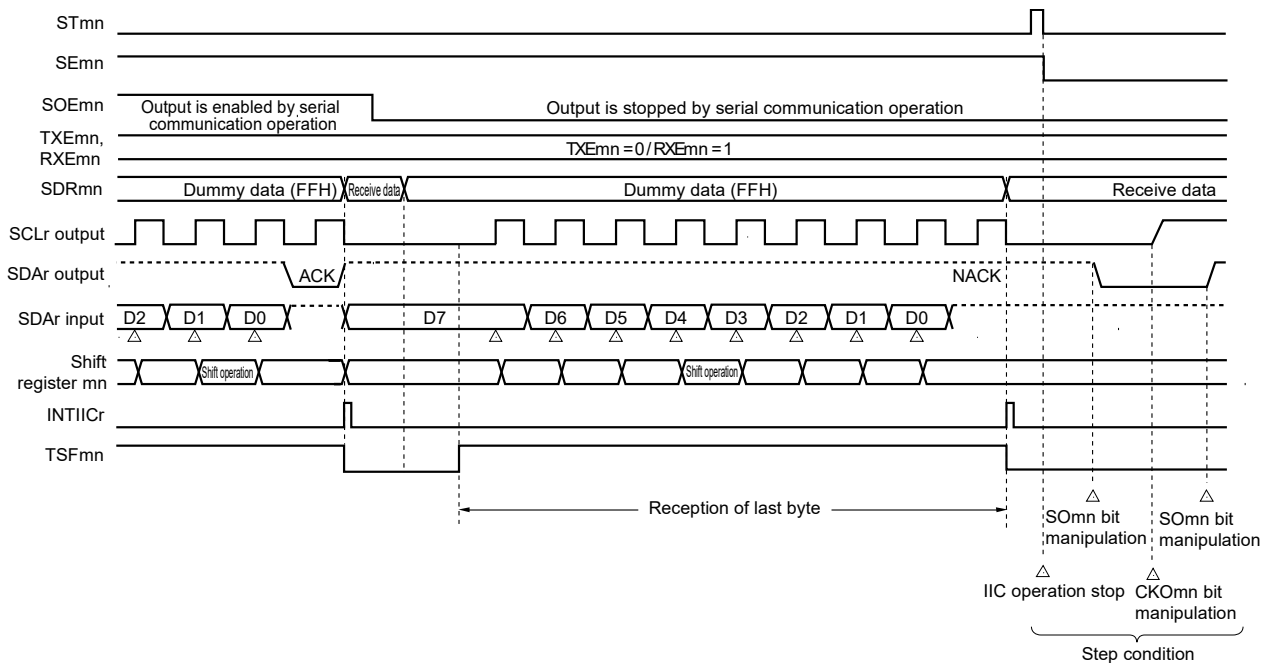 STmn
SEmn
SOEmn
Output is enabled by serial
communication operation
Output is stopped by serial communication operation
TXEmn,
RXEmn
TXEmn = 0 / RXEmn = 1
SDRmn
Dummy data (FFH)
Receive data
Dummy data (FFH)
Receive data
SCLr output
SDAr output
ACK
NACK
SDAr input
D2
D1
D0
D7
D6
D5
D4
D3
D2
D1
D0
Shift
register mn
Shift operation
Shift operation
INTIICr
TSFmn
Reception of last byte
SOmn bit
manipulation
SOmn bit
manipulation
IIC operation stop
CKOmn bit
manipulation
Step condition